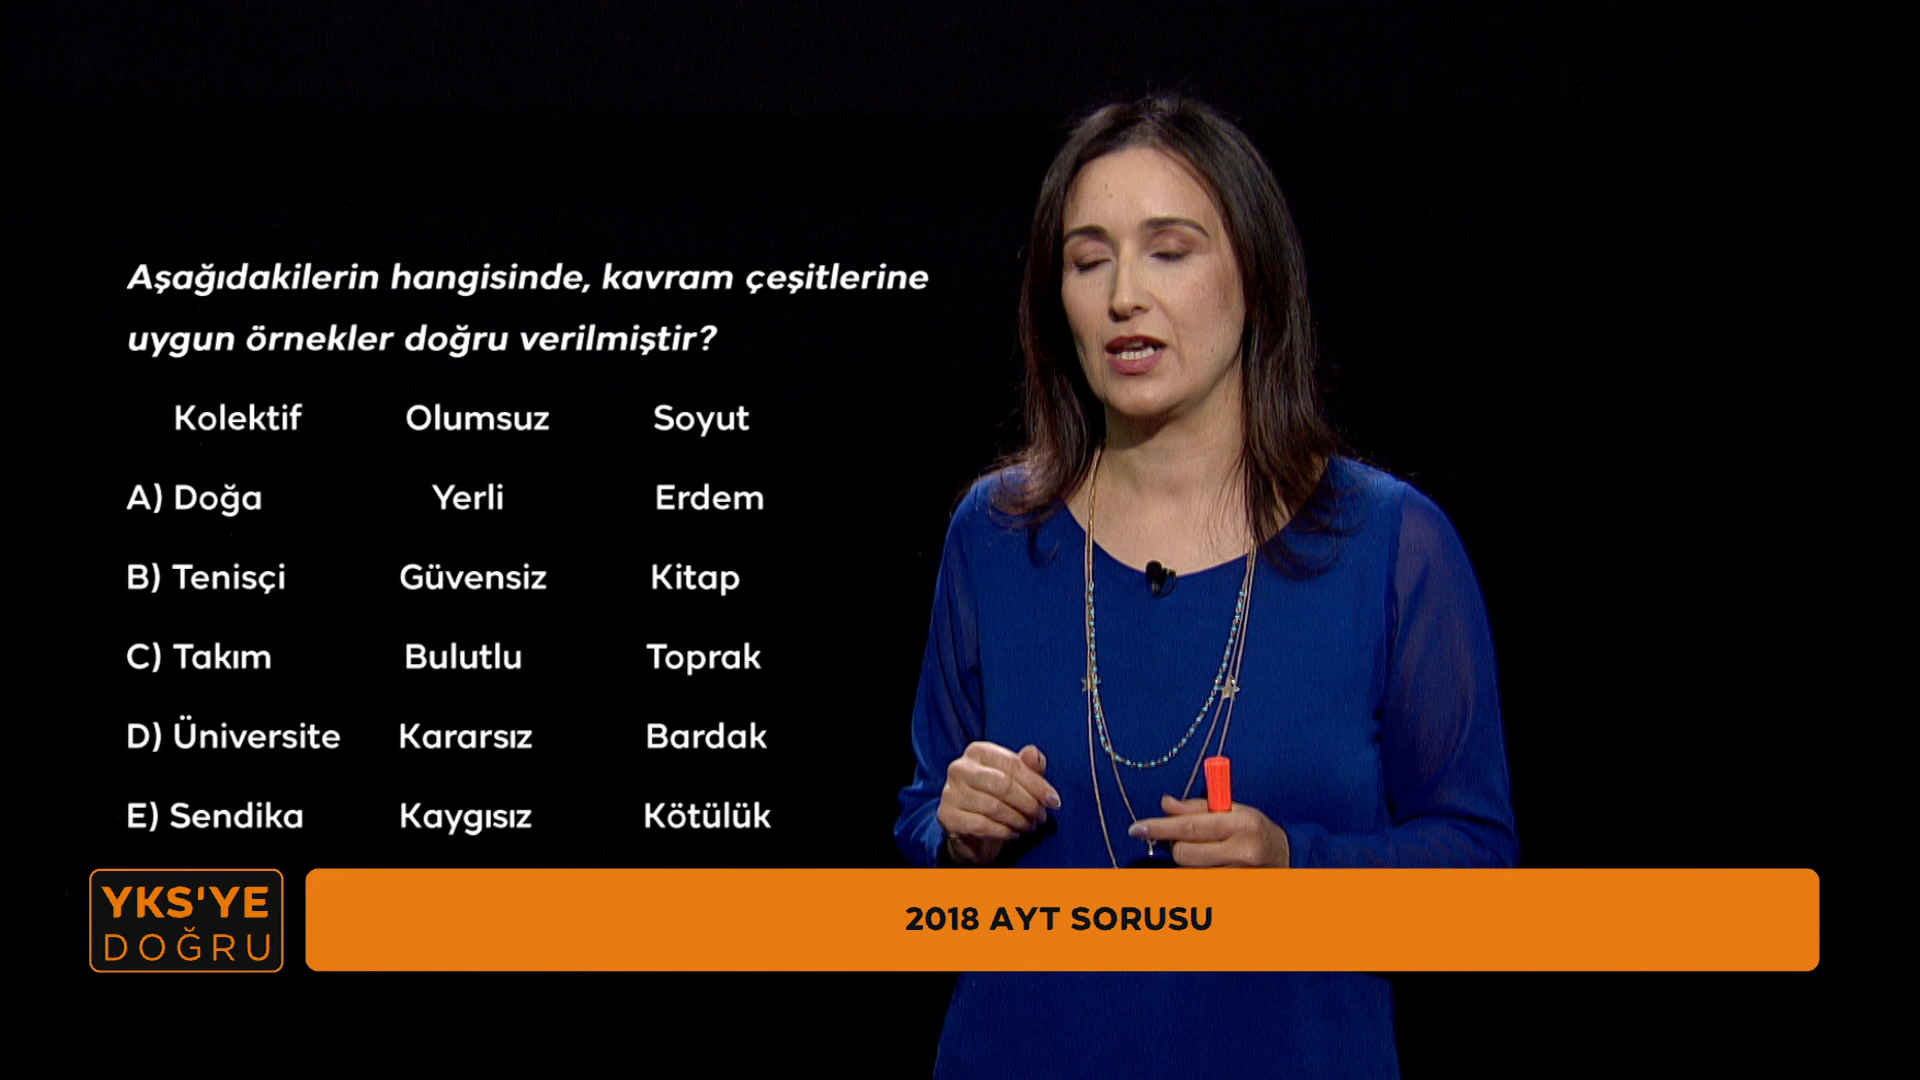 Aşağıdakilerin hangisinde, kavram çeşitlerine
uygun örnekler doğru verilmiştir?
Kolektif Olumsuz Soyut
A) Doğa Yerli Erdem
B) Tenisçi Güvensiz Kitap
C) Takım Bulutlu Toprak
D) Üniversite Kararsız Bardak
E) Sendika Kaygısız Kötülük
YKS'YE
DOĞRU
2018 AYT SORUSU